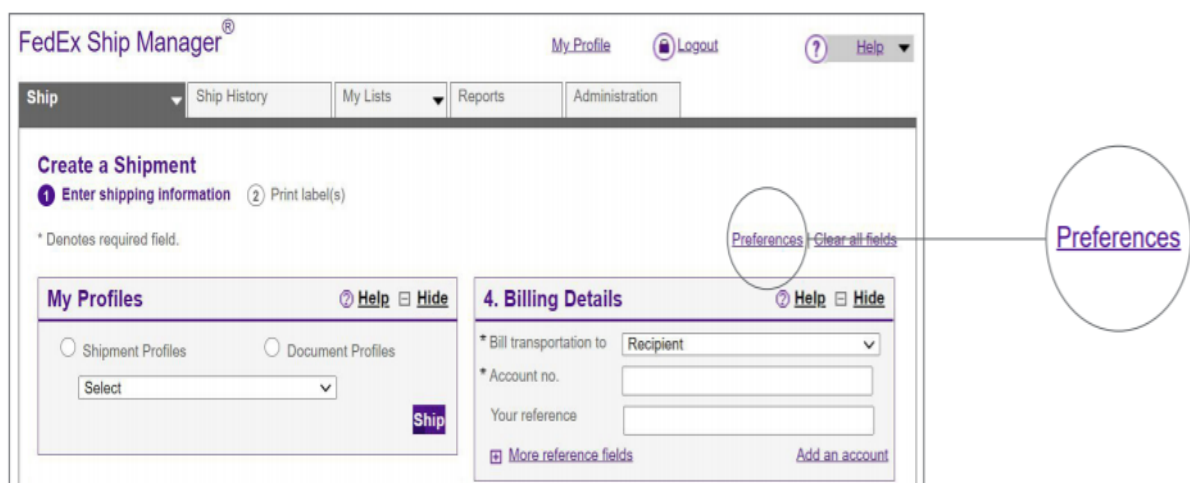 FedEx Ship Manager®
My Profile
Logout
? Help
Ship
Ship History
My Lists
Reports
Administration
Create a Shipment
1 Enter shipping information 2 Print label(s)
* Denotes required field.
Preferences | Clear all fields
Preferences
My Profiles
? Help Hide
Shipment Profiles
Document Profiles
Select
Ship
4. Billing Details
? Help Hide
* Bill transportation to Recipient
* Account no.
Your reference
More reference fields
Add an account